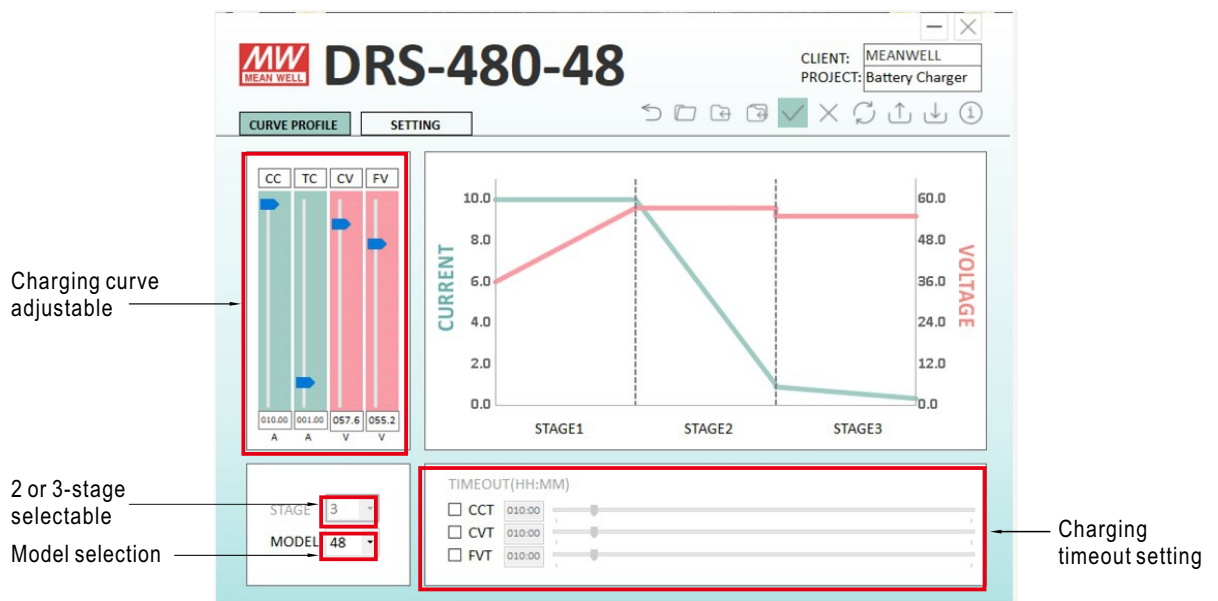 MW
MEAN WELL
DRS-480-48
CLIENT: MEANWELL
PROJECT: Battery Charger
CURVE PROFILE
SETTING
CC TC CV FV
010.00 001.00 057.6 055.2
A A V V
CURRENT
10.0
8.0
6.0
4.0
2.0
0.0
60.0
48.0
36.0
24.0
12.0
0.0
VOLTAGE
STAGE1 STAGE2 STAGE3
Charging curve
adjustable
2 or 3-stage
selectable
Model selection
STAGE 3
MODEL 48
TIMEOUT(HH:MM)
CCT 010:00
CVT 010:00
FVT 010:00
Charging
timeout setting